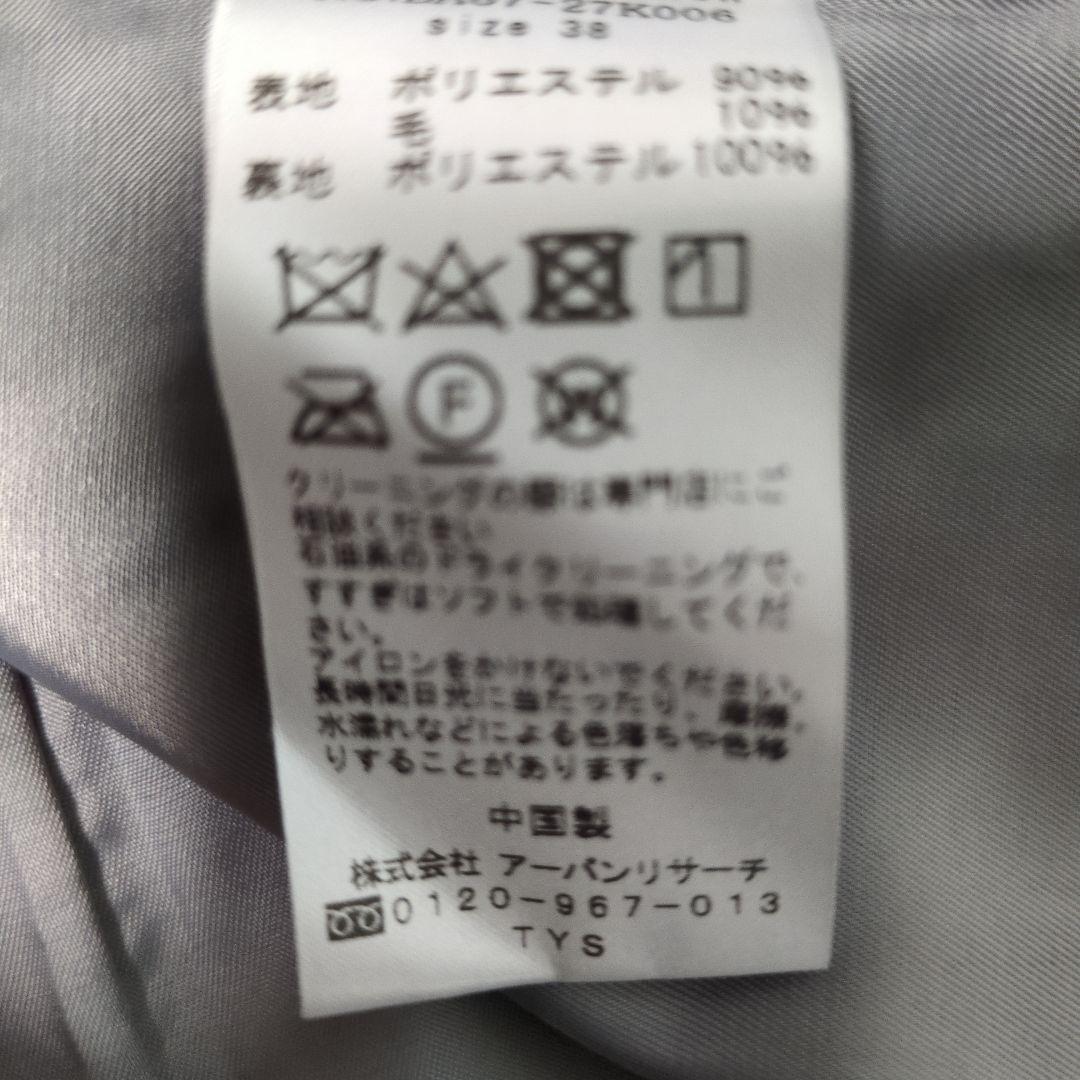 27K006
size 38
表地 ポリエステル 90%
毛 10%
裏地 ポリエステル 100%
F
W
クリーニングの際は専門店にご
相談ください
石油系のドライクリーニングで、
すすぎはソフトで処理してくだ
さい。
アイロンをかけないでください。
長時間日光に当たったり、摩擦、
水濡れなどによる色落ちや色移
りすることがあります。
中国製
株式会社 アーバンリサーチ
0120-967-013
TYS